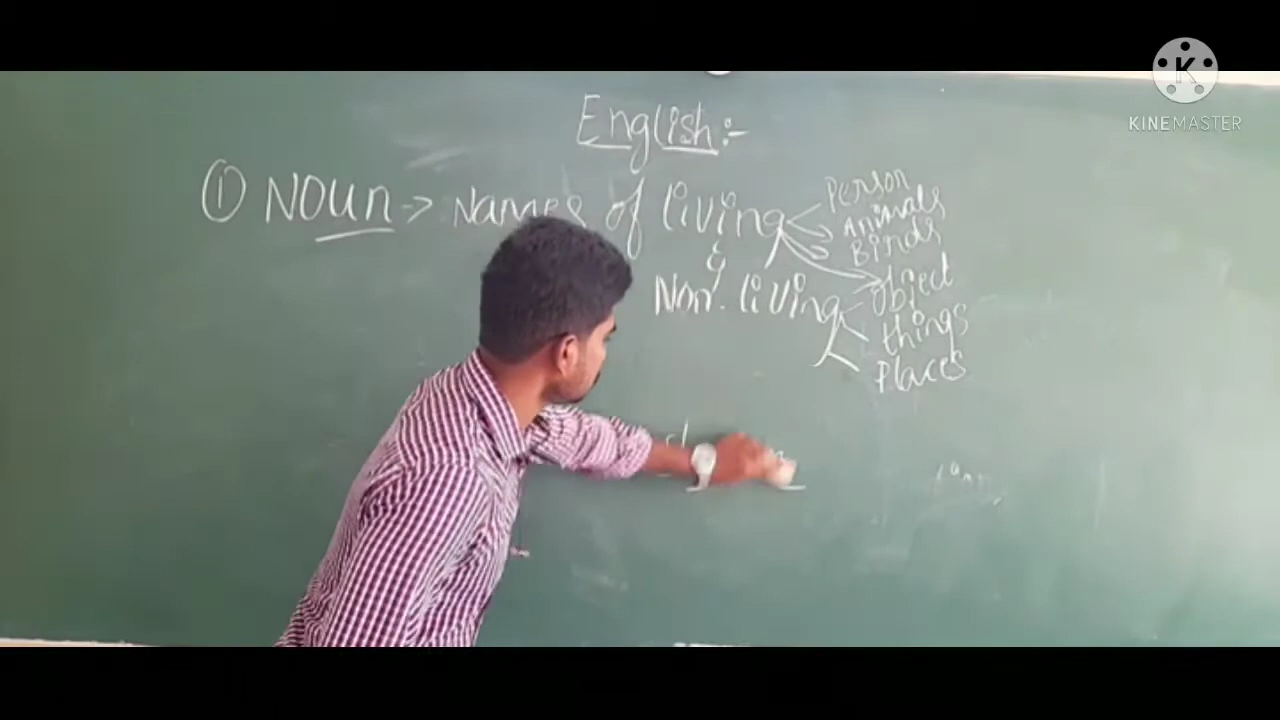 English:-
① NOUN -> Names of living
Person
Animals
Birds
&
Non. living
object
things
Places
KINEMASTER